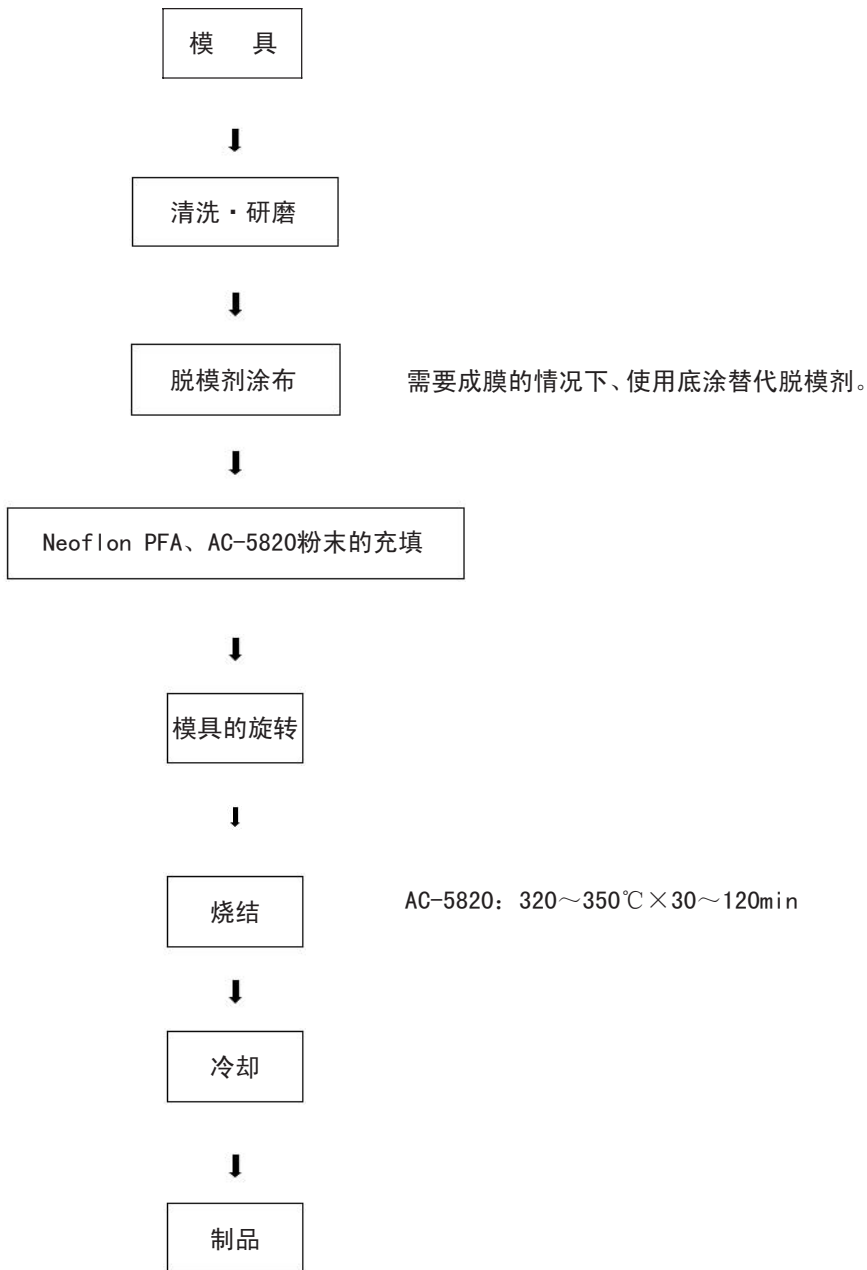 模 具
清洗·研磨
脱模剂涂布
需要成膜的情况下、使用底涂替代脱模剂。
Neoflon PFA、AC-5820粉末的充填
模具的旋转
烧结
AC-5820：320～350℃×30～120min
冷却
制品